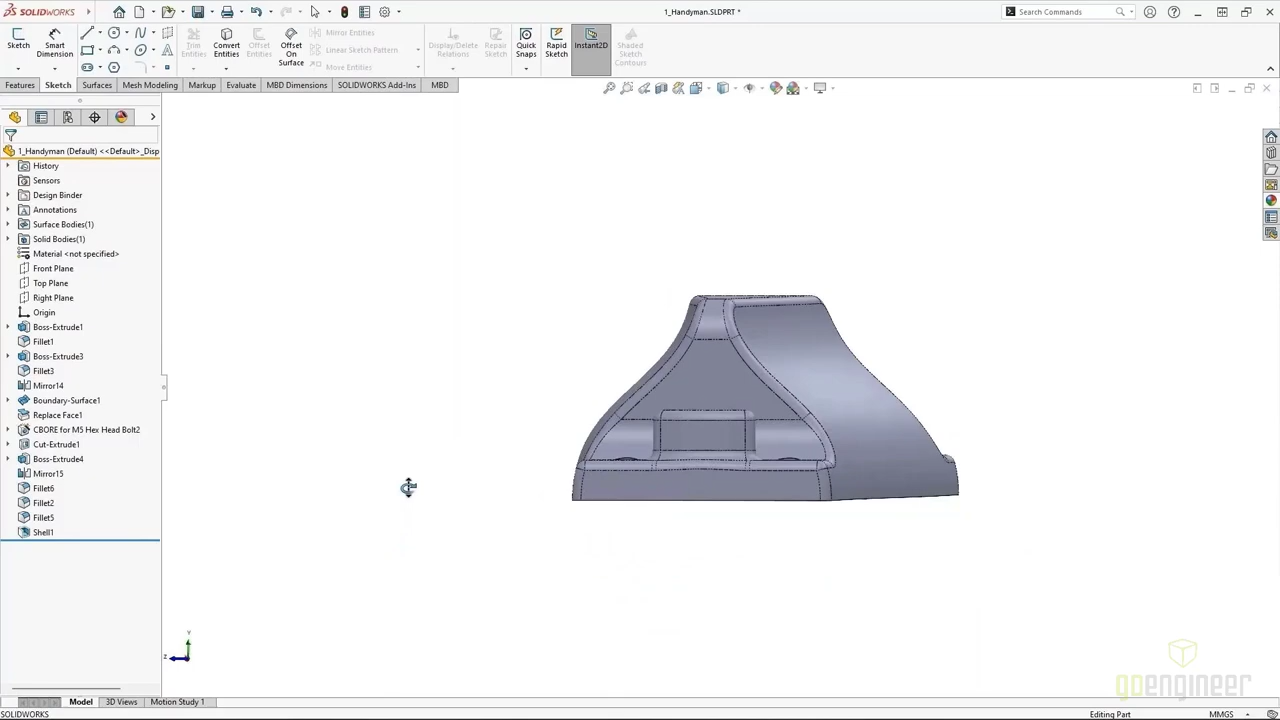 SOLIDWORKS
1_Handyman.SLDPRT *
Search Commands
Sketch
Smart Dimension
Trim Entities
Convert Entities
Offset Entities
Offset On Surface
Mirror Entities
Linear Sketch Pattern
Move Entities
Display/Delete Relations
Repair Sketch
Quick Snaps
Rapid Sketch
Instant2D
Shaded Sketch Contours
Features
Sketch
Surfaces
Mesh Modeling
Markup
Evaluate
MBD Dimensions
SOLIDWORKS Add-Ins
MBD
1_Handyman (Default) <<Default>_Disp
History
Sensors
Design Binder
Annotations
Surface Bodies(1)
Solid Bodies(1)
Material <not specified>
Front Plane
Top Plane
Right Plane
Origin
Boss-Extrude1
Fillet1
Boss-Extrude3
Fillet3
Mirror14
Boundary-Surface1
Replace Face1
CBORE for M5 Hex Head Bolt2
Cut-Extrude1
Boss-Extrude4
Mirror15
Fillet6
Fillet2
Fillet5
Shell1
Y
Z
goengineer
Model
3D Views
Motion Study 1
SOLIDWORKS
Editing Part
MMGS